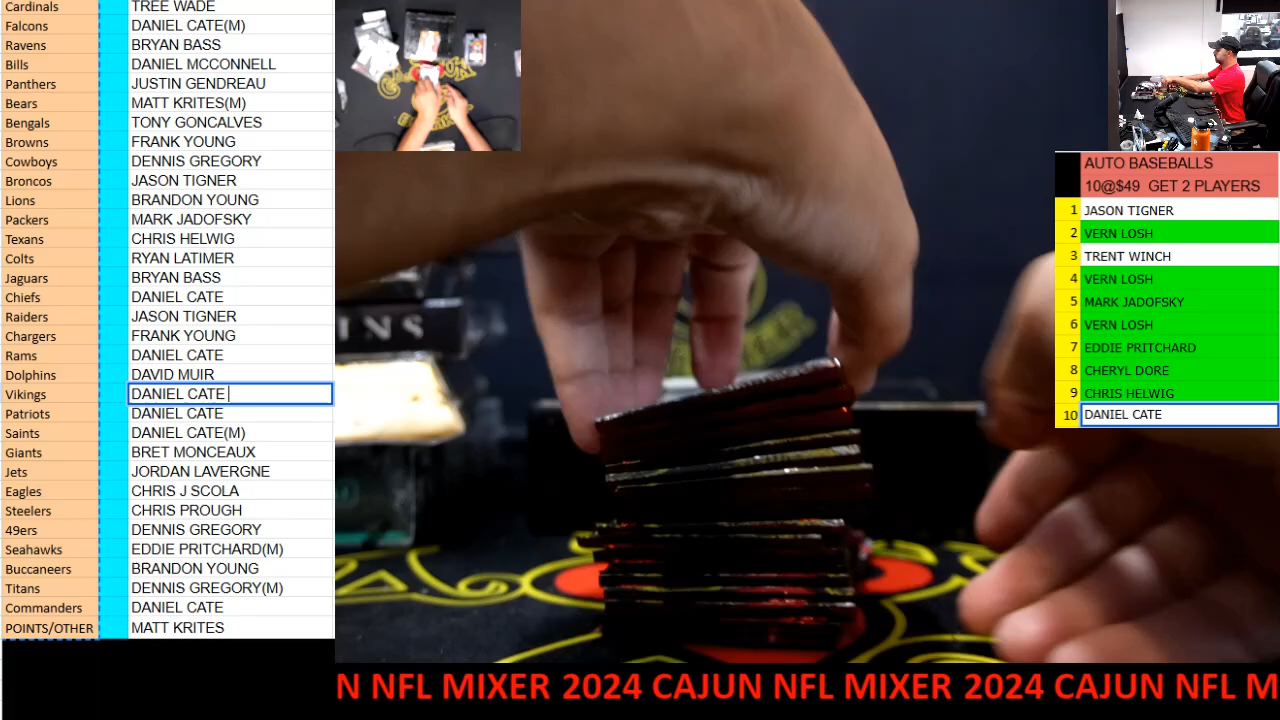 Cardinals TREE WADE
Falcons DANIEL CATE(M)
Ravens BRYAN BASS
Bills DANIEL MCCONNELL
Panthers JUSTIN GENDREAU
Bears MATT KRITES(M)
Bengals TONY GONCALVES
Browns FRANK YOUNG
Cowboys DENNIS GREGORY
Broncos JASON TIGNER
Lions BRANDON YOUNG
Packers MARK JADOFSKY
Texans CHRIS HELWIG
Colts RYAN LATIMER
Jaguars BRYAN BASS
Chiefs DANIEL CATE
Raiders JASON TIGNER
Chargers FRANK YOUNG
Rams DANIEL CATE
Dolphins DAVID MUIR
Vikings DANIEL CATE
Patriots DANIEL CATE
Saints DANIEL CATE(M)
Giants BRET MONCEAUX
Jets JORDAN LAVERGNE
Eagles CHRIS J SCOLA
Steelers CHRIS PROUGH
49ers DENNIS GREGORY
Seahawks EDDIE PRITCHARD(M)
Buccaneers BRANDON YOUNG
Titans DENNIS GREGORY(M)
Commanders DANIEL CATE
POINTS/OTHER MATT KRITES
AUTO BASEBALLS
10@$49 GET 2 PLAYERS
1 JASON TIGNER
2 VERN LOSH
3 TRENT WINCH
4 VERN LOSH
5 MARK JADOFSKY
6 VERN LOSH
7 EDDIE PRITCHARD
8 CHERYL DORE
9 CHRIS HELWIG
10 DANIEL CATE
N NFL MIXER 2024 CAJUN NFL MIXER 2024 CAJUN NFL M